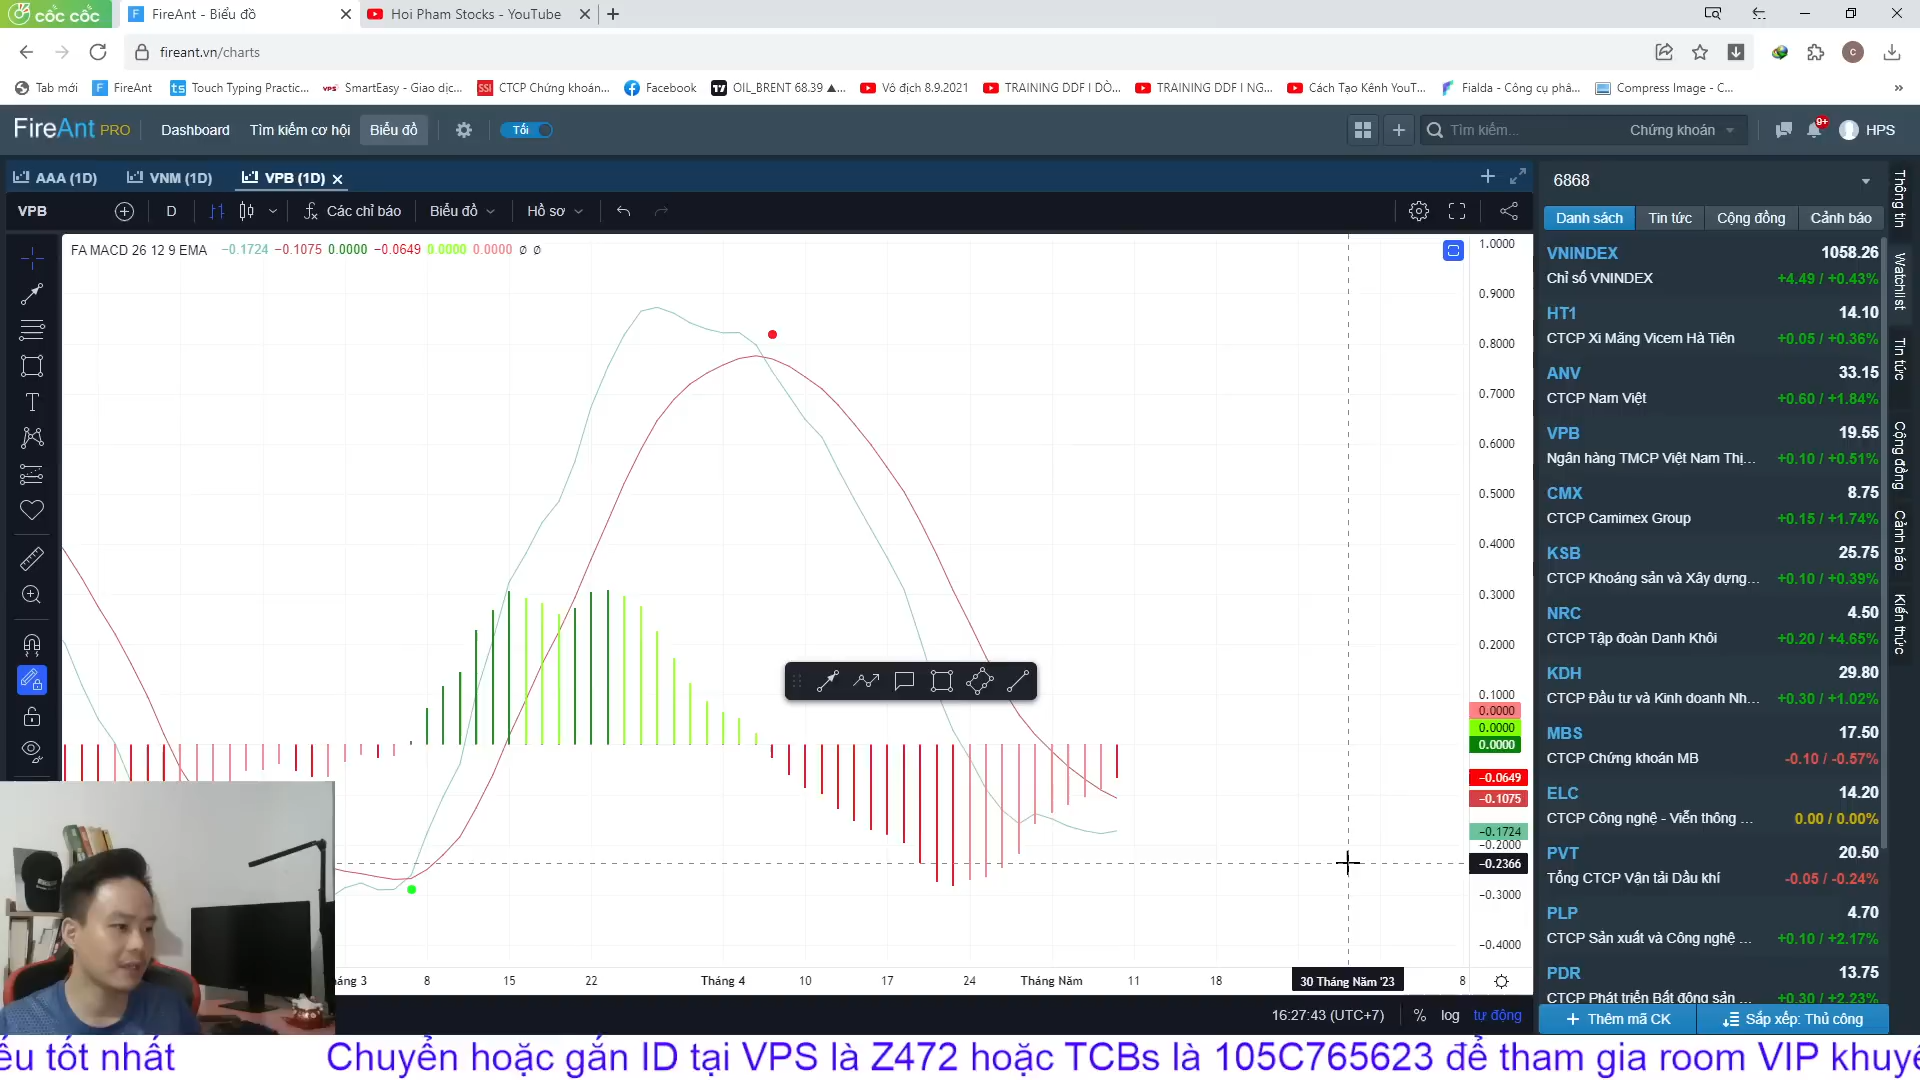 cốc cốc
FireAnt - Biểu đồ
Hoi Pham Stocks - YouTube
fireant.vn/charts
Tab mới
FireAnt
Touch Typing Practic...
SmartEasy - Giao dịc...
CTCP Chứng khoán...
Facebook
OIL_BRENT 68.39 ▲...
Vô địch 8.9.2021
TRAINING DDF I DÒ...
TRAINING DDF I NG...
Cách Tạo Kênh YouT...
Fialda - Công cụ phâ...
Compress Image - C...
»
FireAnt PRO
Dashboard
Tìm kiếm cơ hội
Biểu đồ
Tối
Tìm kiếm...
Chứng khoán
9+
HPS
AAA (1D)
VNM (1D)
VPB (1D)
VPB
D
Các chỉ báo
Biểu đồ
Hồ sơ
FA MACD 26 12 9 EMA −0.1724 −0.1075 0.0000 −0.0649 0.0000 0.0000 ∅ ∅
1.0000
0.9000
0.8000
0.7000
0.6000
0.5000
0.4000
0.3000
0.2000
0.1000
0.0000
0.0000
0.0000
−0.0649
−0.1075
−0.1724
−0.2000
−0.2366
−0.3000
−0.4000
háng 3
8
15
22
Tháng 4
10
17
24
Tháng Năm
11
18
30 Tháng Năm '23
8
16:27:43 (UTC+7)
%
log
tự động
6868
Danh sách
Tin tức
Cộng đồng
Cảnh báo
VNINDEX 1058.26
Chỉ số VNINDEX +4.49 / +0.43%
HT1 14.10
CTCP Xi Măng Vicem Hà Tiên +0.05 / +0.36%
ANV 33.15
CTCP Nam Việt +0.60 / +1.84%
VPB 19.55
Ngân hàng TMCP Việt Nam Thị... +0.10 / +0.51%
CMX 8.75
CTCP Camimex Group +0.15 / +1.74%
KSB 25.75
CTCP Khoáng sản và Xây dựng... +0.10 / +0.39%
NRC 4.50
CTCP Tập đoàn Danh Khôi +0.20 / +4.65%
KDH 29.80
CTCP Đầu tư và Kinh doanh Nh... +0.30 / +1.02%
MBS 17.50
CTCP Chứng khoán MB -0.10 / -0.57%
ELC 14.20
CTCP Công nghệ - Viễn thông ... 0.00 / 0.00%
PVT 20.50
Tổng CTCP Vận tải Dầu khí -0.05 / -0.24%
PLP 4.70
CTCP Sản xuất và Công nghệ ... +0.10 / +2.17%
PDR 13.75
CTCP Phát triển Bất động sản ... +0.30 / +2.23%
Thêm mã CK
Sắp xếp: Thủ công
Thông tin
Watchlist
Tin tức
Cộng đồng
Cảnh báo
Kiến thức
ếu tốt nhất Chuyển hoặc gắn ID tại VPS là Z472 hoặc TCBs là 105C765623 để tham gia room VIP khuyế